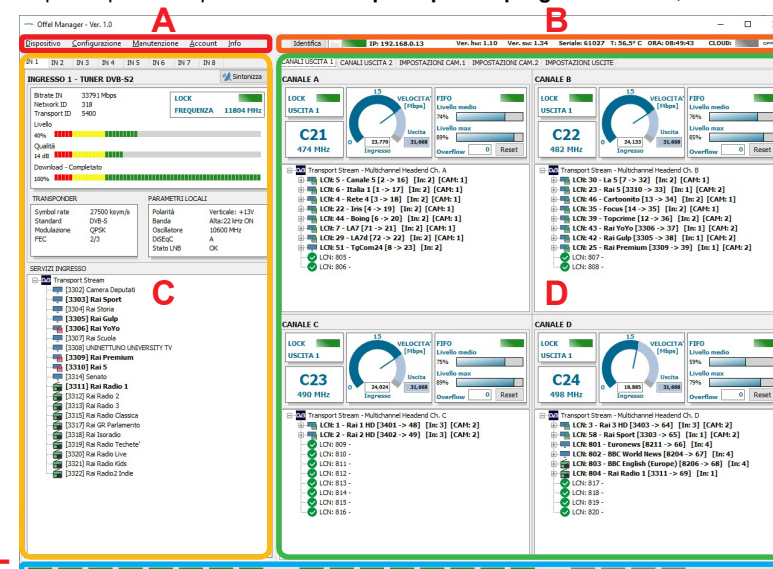 Offel Manager - Ver. 1.0
A
B
Dispositivo Configurazione Manutenzione Account Info
Identifica IP: 192.168.0.13 Ver. hw: 1.10 Ver. sw: 1.34 Seriale: 61027 T: 56,5° C ORA: 08:49:43 CLOUD:
IN 1 IN 2 IN 3 IN 4 IN 5 IN 6 IN 7 IN 8
INGRESSO 1 - TUNER DVB-S2 Sintonizza
Bitrate IN 33791 Mbps
Network ID 318
Transport ID 5400
LOCK
FREQUENZA 11804 MHz
Livello
40%
Qualità
14 dB
Download - Completato
100%
TRANSPONDER
Symbol rate 27500 ksym/s
Standard DVB-S
Modulazione QPSK
FEC 2/3
PARAMETRI LOCALI
Polarità Verticale: +13V
Banda Alta: 22 kHz ON
Oscillatore 10600 MHz
DiSEqC A
Stato LNB OK
SERVIZI INGRESSO
C
Transport Stream
[3302] Camera Deputati
[3303] Rai Sport
[3304] Rai Storia
[3305] Rai Gulp
[3306] Rai YoYo
[3307] Rai Scuola
[3308] UNINETTUNO UNIVERSITY TV
[3309] Rai Premium
[3310] Rai 5
[3314] Senato
[3311] Rai Radio 1
[3312] Rai Radio 2
[3313] Rai Radio 3
[3315] Rai Radio Classica
[3317] Rai GR Parlamento
[3318] Rai Isoradio
[3319] Rai Radio Techete'
[3320] Rai Radio Live
[3321] Rai Radio Kids
[3322] Rai Radio2 Indie
CANALI USCITA 1 CANALI USCITA 2 IMPOSTAZIONI CAM.1 IMPOSTAZIONI CAM.2 IMPOSTAZIONI USCITE
CANALE A
LOCK
USCITA 1
C21
474 MHz
15
VELOCITA' [Mbps]
0
23,770
Ingresso
Uscita
31,668
FIFO
Livello medio
74%
Livello max
89%
Overflow 0 Reset
Transport Stream - Multichannel Headend Ch. A
LCN: 5 - Canale 5 [2 -> 16] [In: 2] [CAM: 1]
LCN: 6 - Italia 1 [1 -> 17] [In: 2] [CAM: 1]
LCN: 4 - Rete 4 [3 -> 18] [In: 2] [CAM: 1]
LCN: 22 - Iris [4 -> 19] [In: 2] [CAM: 1]
LCN: 44 - Boing [6 -> 20] [In: 2] [CAM: 1]
LCN: 7 - LA7 [71 -> 21] [In: 2] [CAM: 1]
LCN: 29 - LA7d [72 -> 22] [In: 2] [CAM: 1]
LCN: 51 - TgCom24 [8 -> 23] [In: 2]
LCN: 805 -
LCN: 806 -
CANALE B
LOCK
USCITA 1
C22
482 MHz
15
VELOCITA' [Mbps]
0
24,133
Ingresso
Uscita
31,668
FIFO
Livello medio
76%
Livello max
85%
Overflow 0 Reset
Transport Stream - Multichannel Headend Ch. B
LCN: 30 - La 5 [7 -> 32] [In: 2] [CAM: 1]
LCN: 23 - Rai 5 [3310 -> 33] [In: 1] [CAM: 2]
LCN: 46 - Cartoonito [13 -> 34] [In: 2] [CAM: 1]
LCN: 35 - Focus [14 -> 35] [In: 2] [CAM: 1]
LCN: 39 - Topcrime [12 -> 36] [In: 2] [CAM: 1]
LCN: 43 - Rai YoYo [3306 -> 37] [In: 1] [CAM: 2]
LCN: 42 - Rai Gulp [3305 -> 38] [In: 1] [CAM: 2]
LCN: 25 - Rai Premium [3309 -> 39] [In: 1] [CAM: 2]
LCN: 807 -
LCN: 808 -
D
CANALE C
LOCK
USCITA 1
C23
490 MHz
15
VELOCITA' [Mbps]
0
24,024
Ingresso
Uscita
31,668
FIFO
Livello medio
75%
Livello max
89%
Overflow 0 Reset
Transport Stream - Multichannel Headend Ch. C
LCN: 1 - Rai 1 HD [3401 -> 48] [In: 3] [CAM: 2]
LCN: 2 - Rai 2 HD [3402 -> 49] [In: 3] [CAM: 2]
LCN: 809 -
LCN: 810 -
LCN: 811 -
LCN: 812 -
LCN: 813 -
LCN: 814 -
LCN: 815 -
LCN: 816 -
CANALE D
LOCK
USCITA 1
C24
498 MHz
15
VELOCITA' [Mbps]
0
18,885
Ingresso
Uscita
31,668
FIFO
Livello medio
59%
Livello max
79%
Overflow 0 Reset
Transport Stream - Multichannel Headend Ch. D
LCN: 3 - Rai 3 HD [3403 -> 64] [In: 3] [CAM: 2]
LCN: 58 - Rai Sport [3303 -> 65] [In: 1] [CAM: 2]
LCN: 801 - Euronews [8211 -> 66] [In: 4]
LCN: 802 - BBC World News [8204 -> 67] [In: 4]
LCN: 803 - BBC English (Europe) [8206 -> 68] [In: 4]
LCN: 804 - Rai Radio 1 [3311 -> 69] [In: 1]
LCN: 817 -
LCN: 818 -
LCN: 819 -
LCN: 820 -